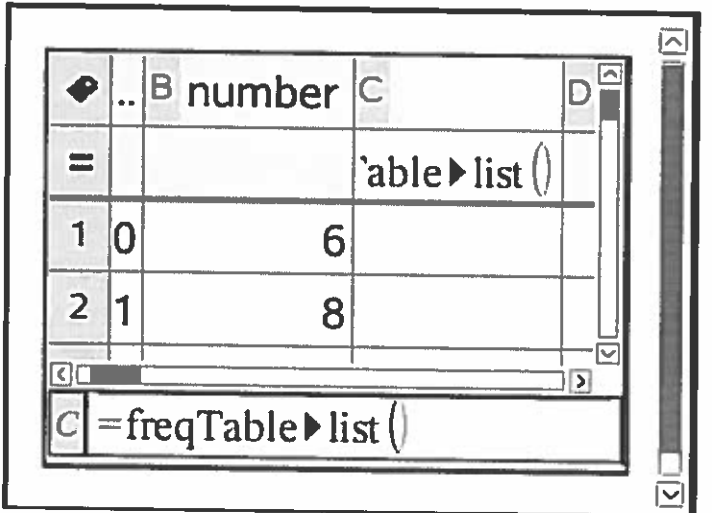 .. B number C D
= 'able▶list()
1 0 6
2 1 8
C =freqTable▶list()